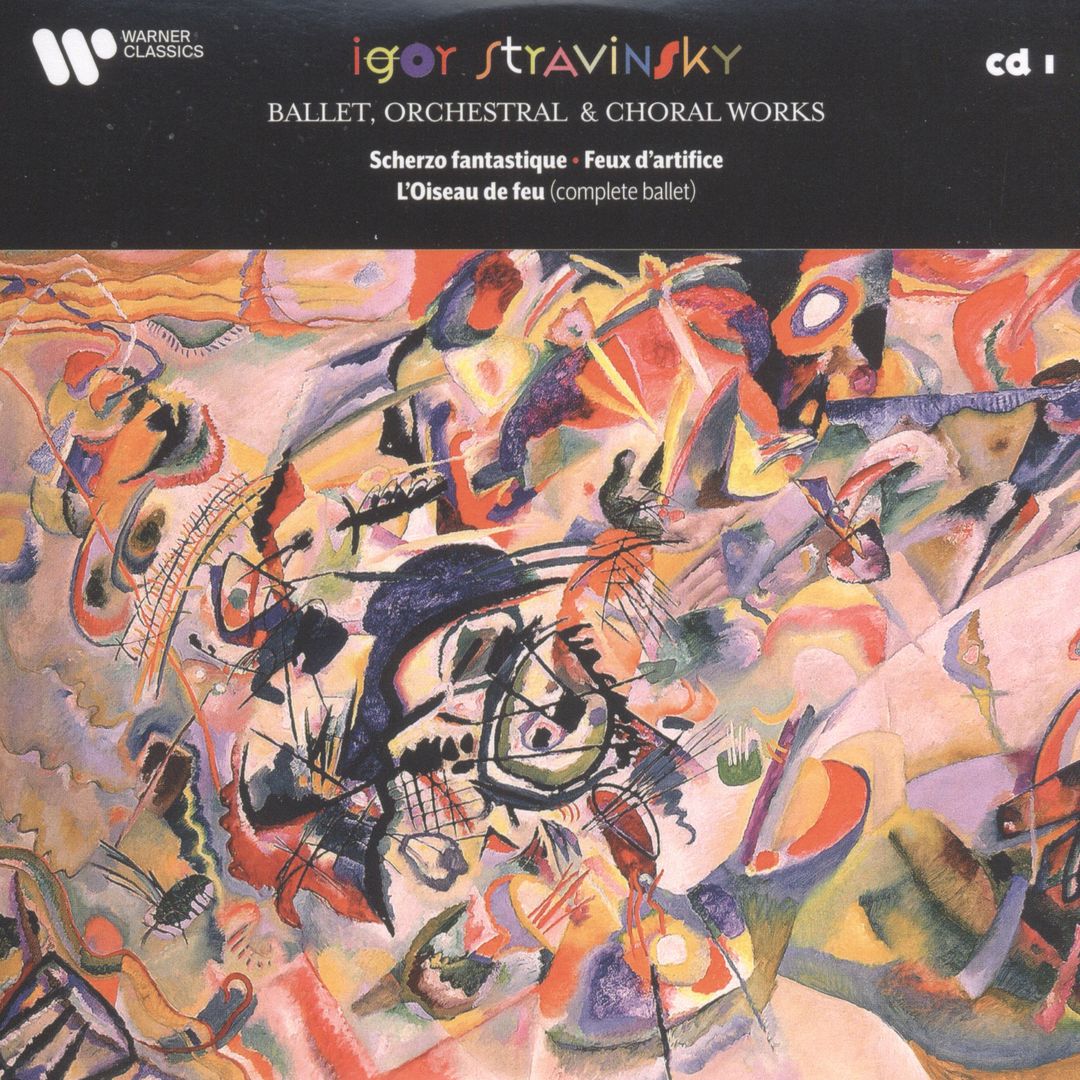 WARNER
CLASSICS
igor stravinsky
cd 1
BALLET, ORCHESTRAL & CHORAL WORKS
Scherzo fantastique • Feux d'artifice
L'Oiseau de feu (complete ballet)